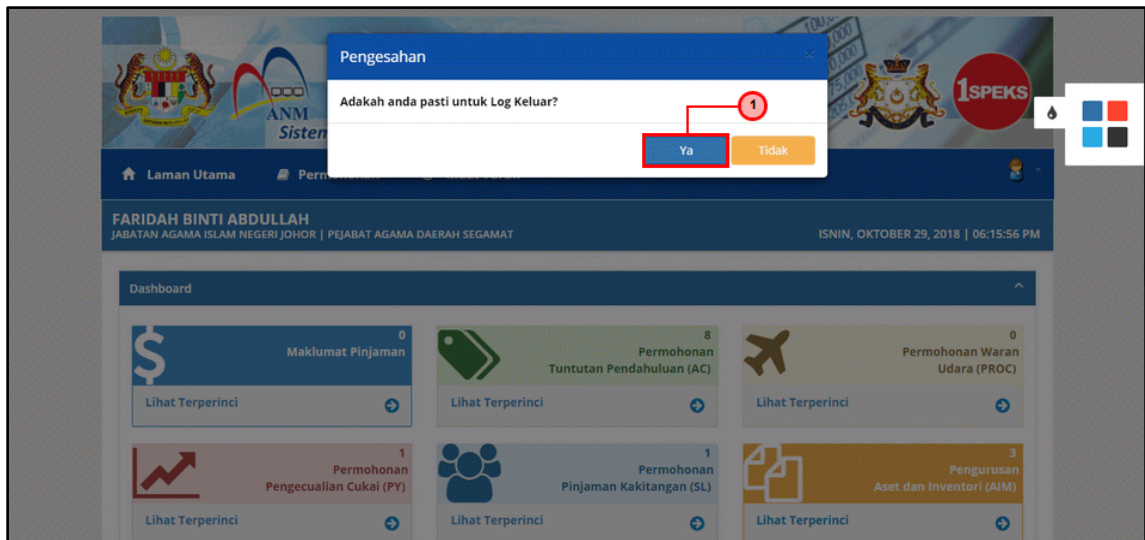 Pengesahan
×
Adakah anda pasti untuk Log Keluar?
1
Ya
Tidak
ANM
Sistem
1SPEKS
Laman Utama
FARIDAH BINTI ABDULLAH
JABATAN AGAMA ISLAM NEGERI JOHOR | PEJABAT AGAMA DAERAH SEGAMAT
ISNIN, OKTOBER 29, 2018 | 06:15:56 PM
Dashboard
0
Maklumat Pinjaman
Lihat Terperinci
8
Permohonan
Tuntutan Pendahuluan (AC)
Lihat Terperinci
0
Permohonan Waran
Udara (PROC)
Lihat Terperinci
1
Permohonan
Pengecualian Cukai (PY)
Lihat Terperinci
1
Permohonan
Pinjaman Kakitangan (SL)
Lihat Terperinci
3
Pengurusan
Aset dan Inventori (AIM)
Lihat Terperinci